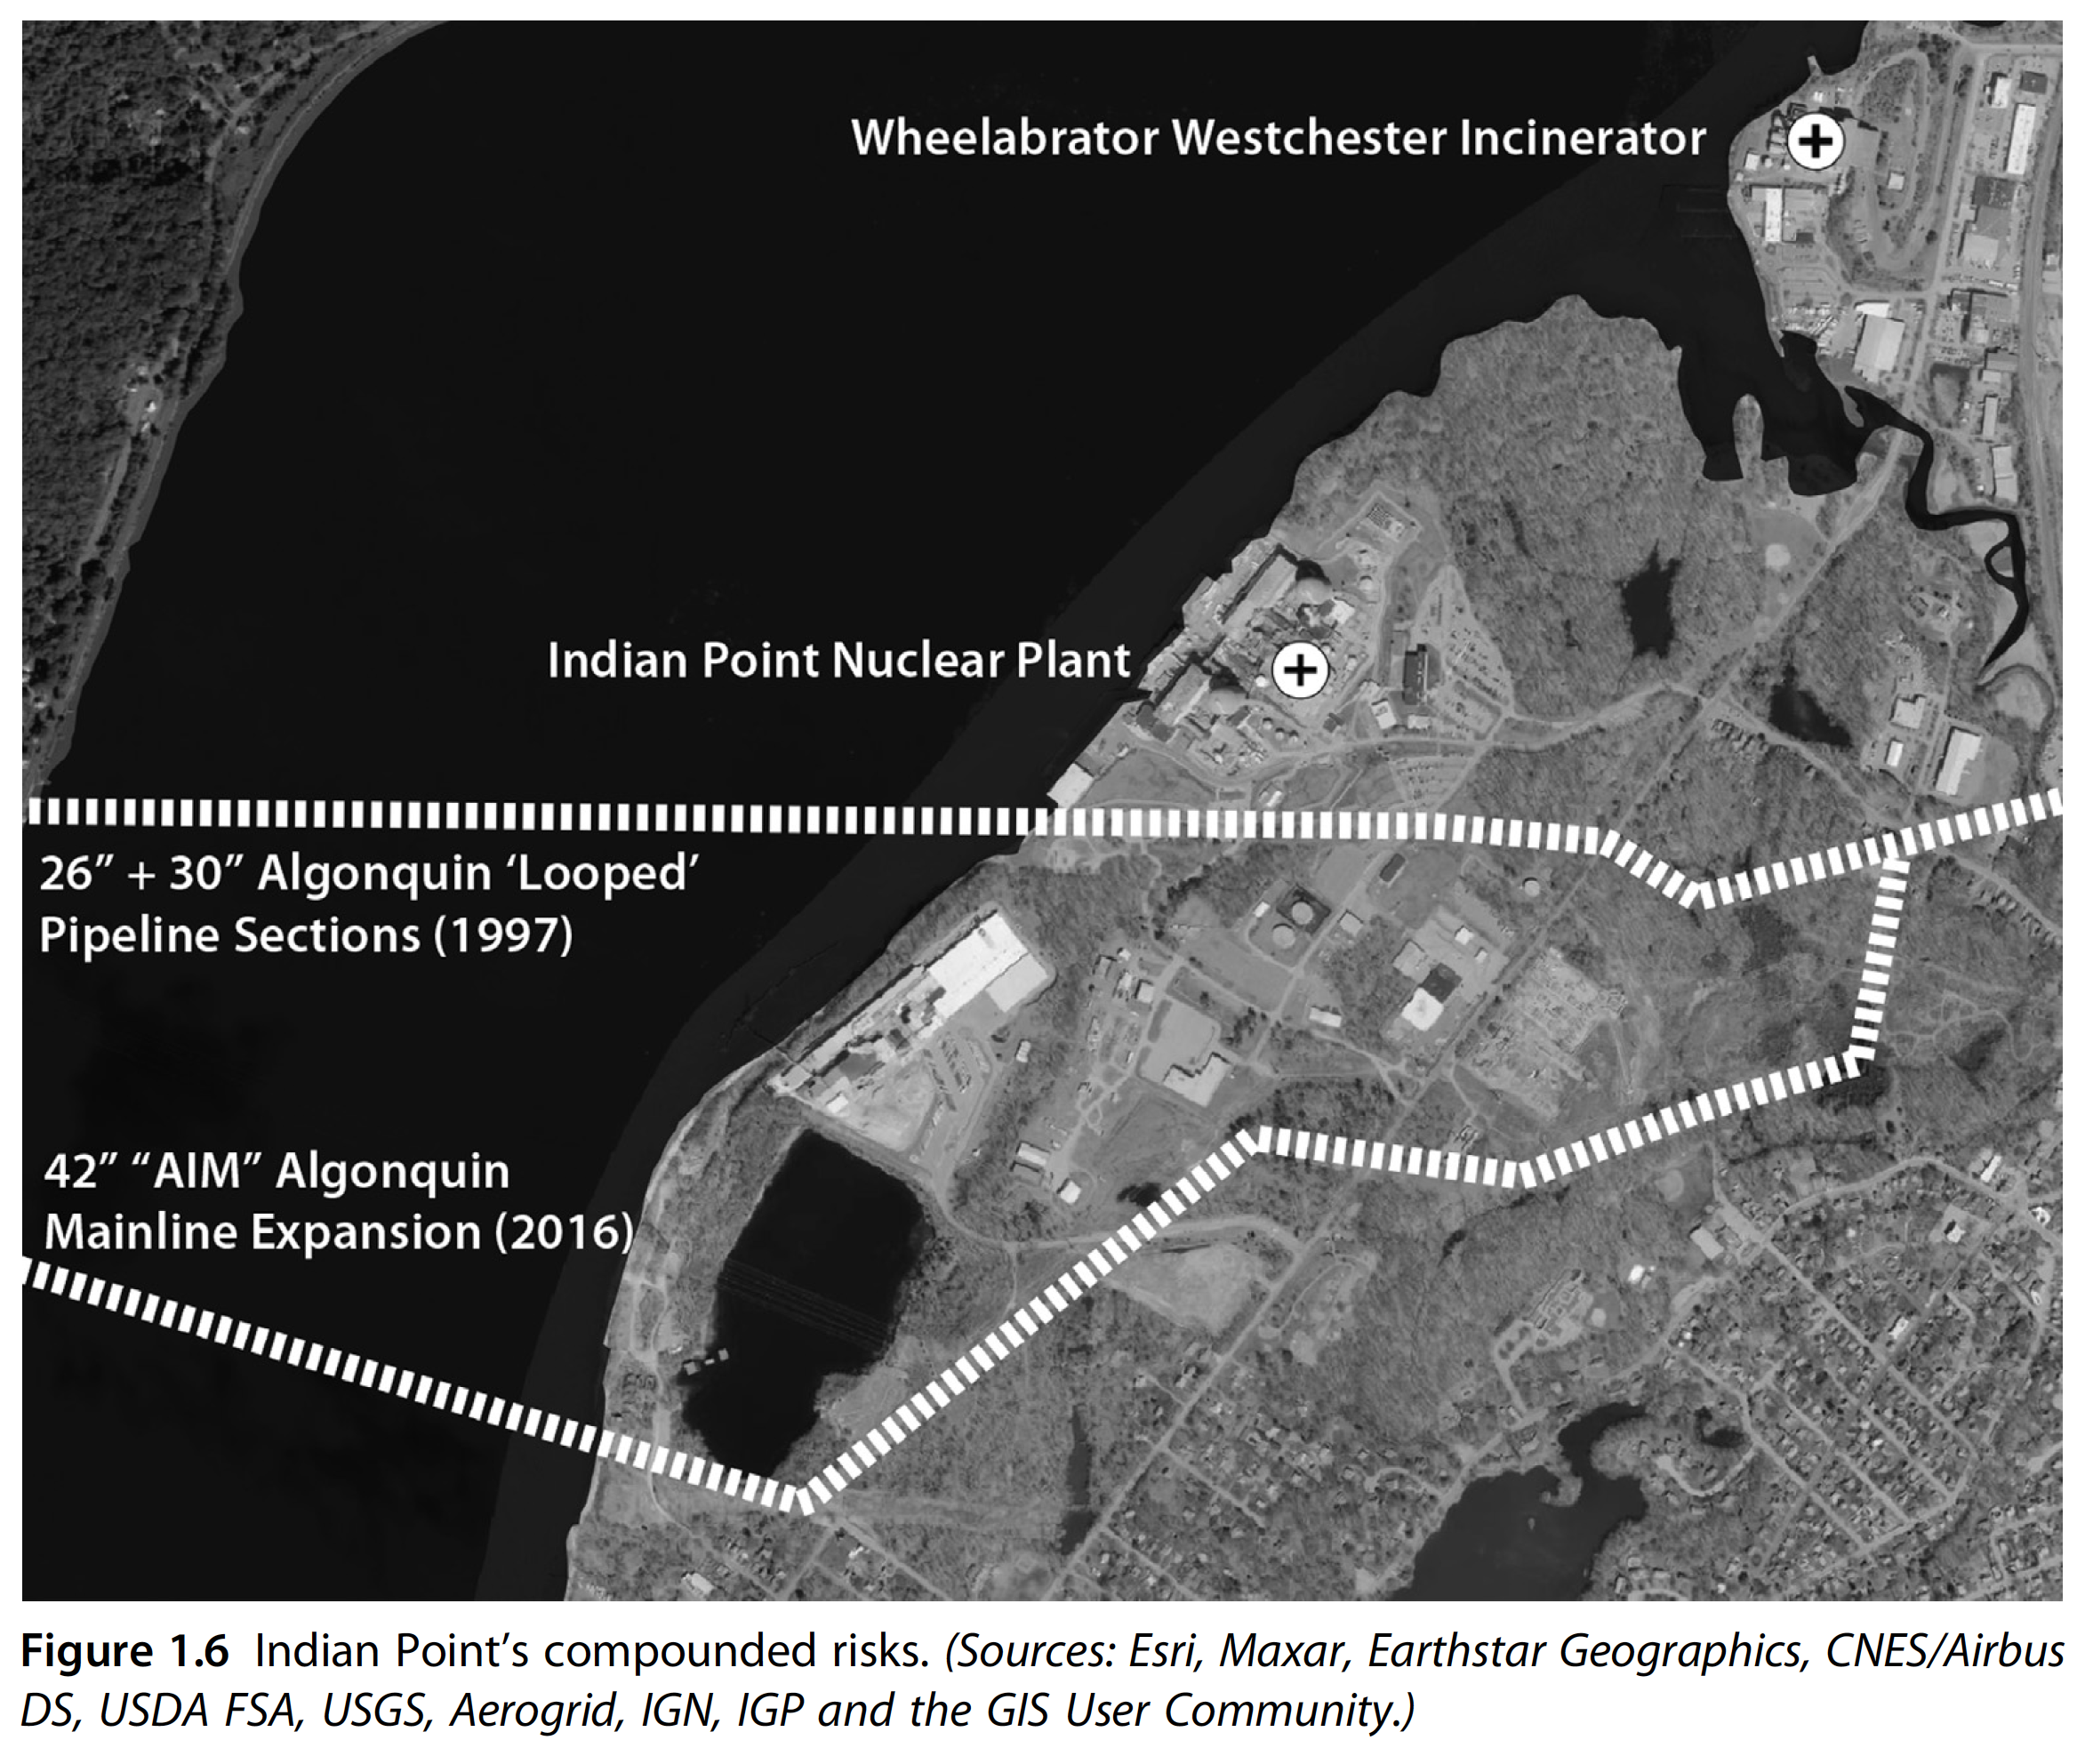 Wheelabrator Westchester Incinerator
Indian Point Nuclear Plant
26” + 30” Algonquin ‘Looped’
Pipeline Sections (1997)
42” “AIM” Algonquin
Mainline Expansion (2016)
Figure 1.6 Indian Point’s compounded risks. (Sources: Esri, Maxar, Earthstar Geographics, CNES/Airbus
DS, USDA FSA, USGS, Aerogrid, IGN, IGP and the GIS User Community.)